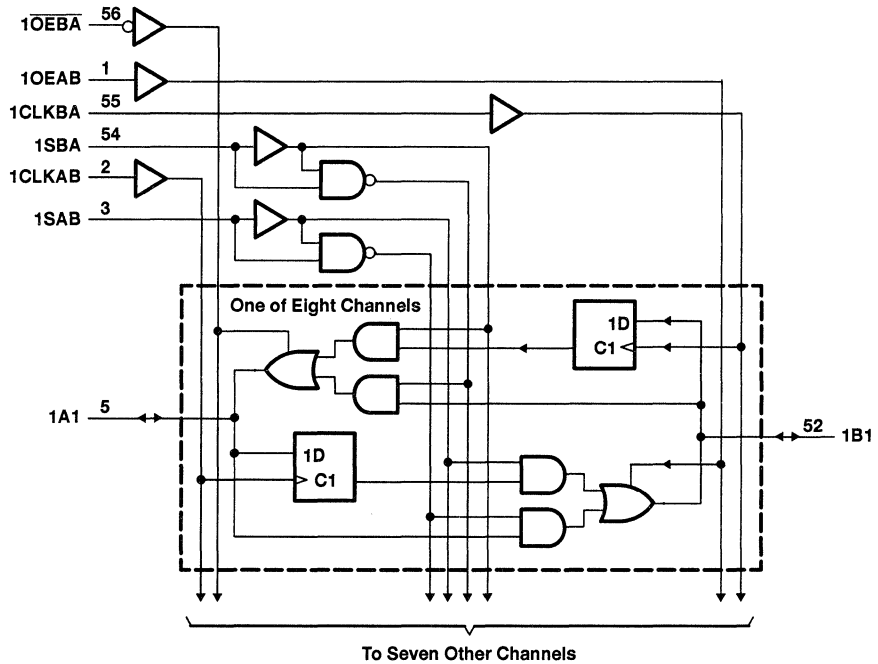 1O̅E̅B̅A̅ 56
1OEAB 1
1CLKBA 55
1SBA 54
1CLKAB 2
1SAB 3
One of Eight Channels
1D
C1
1A1 5
52 1B1
1D
C1
To Seven Other Channels